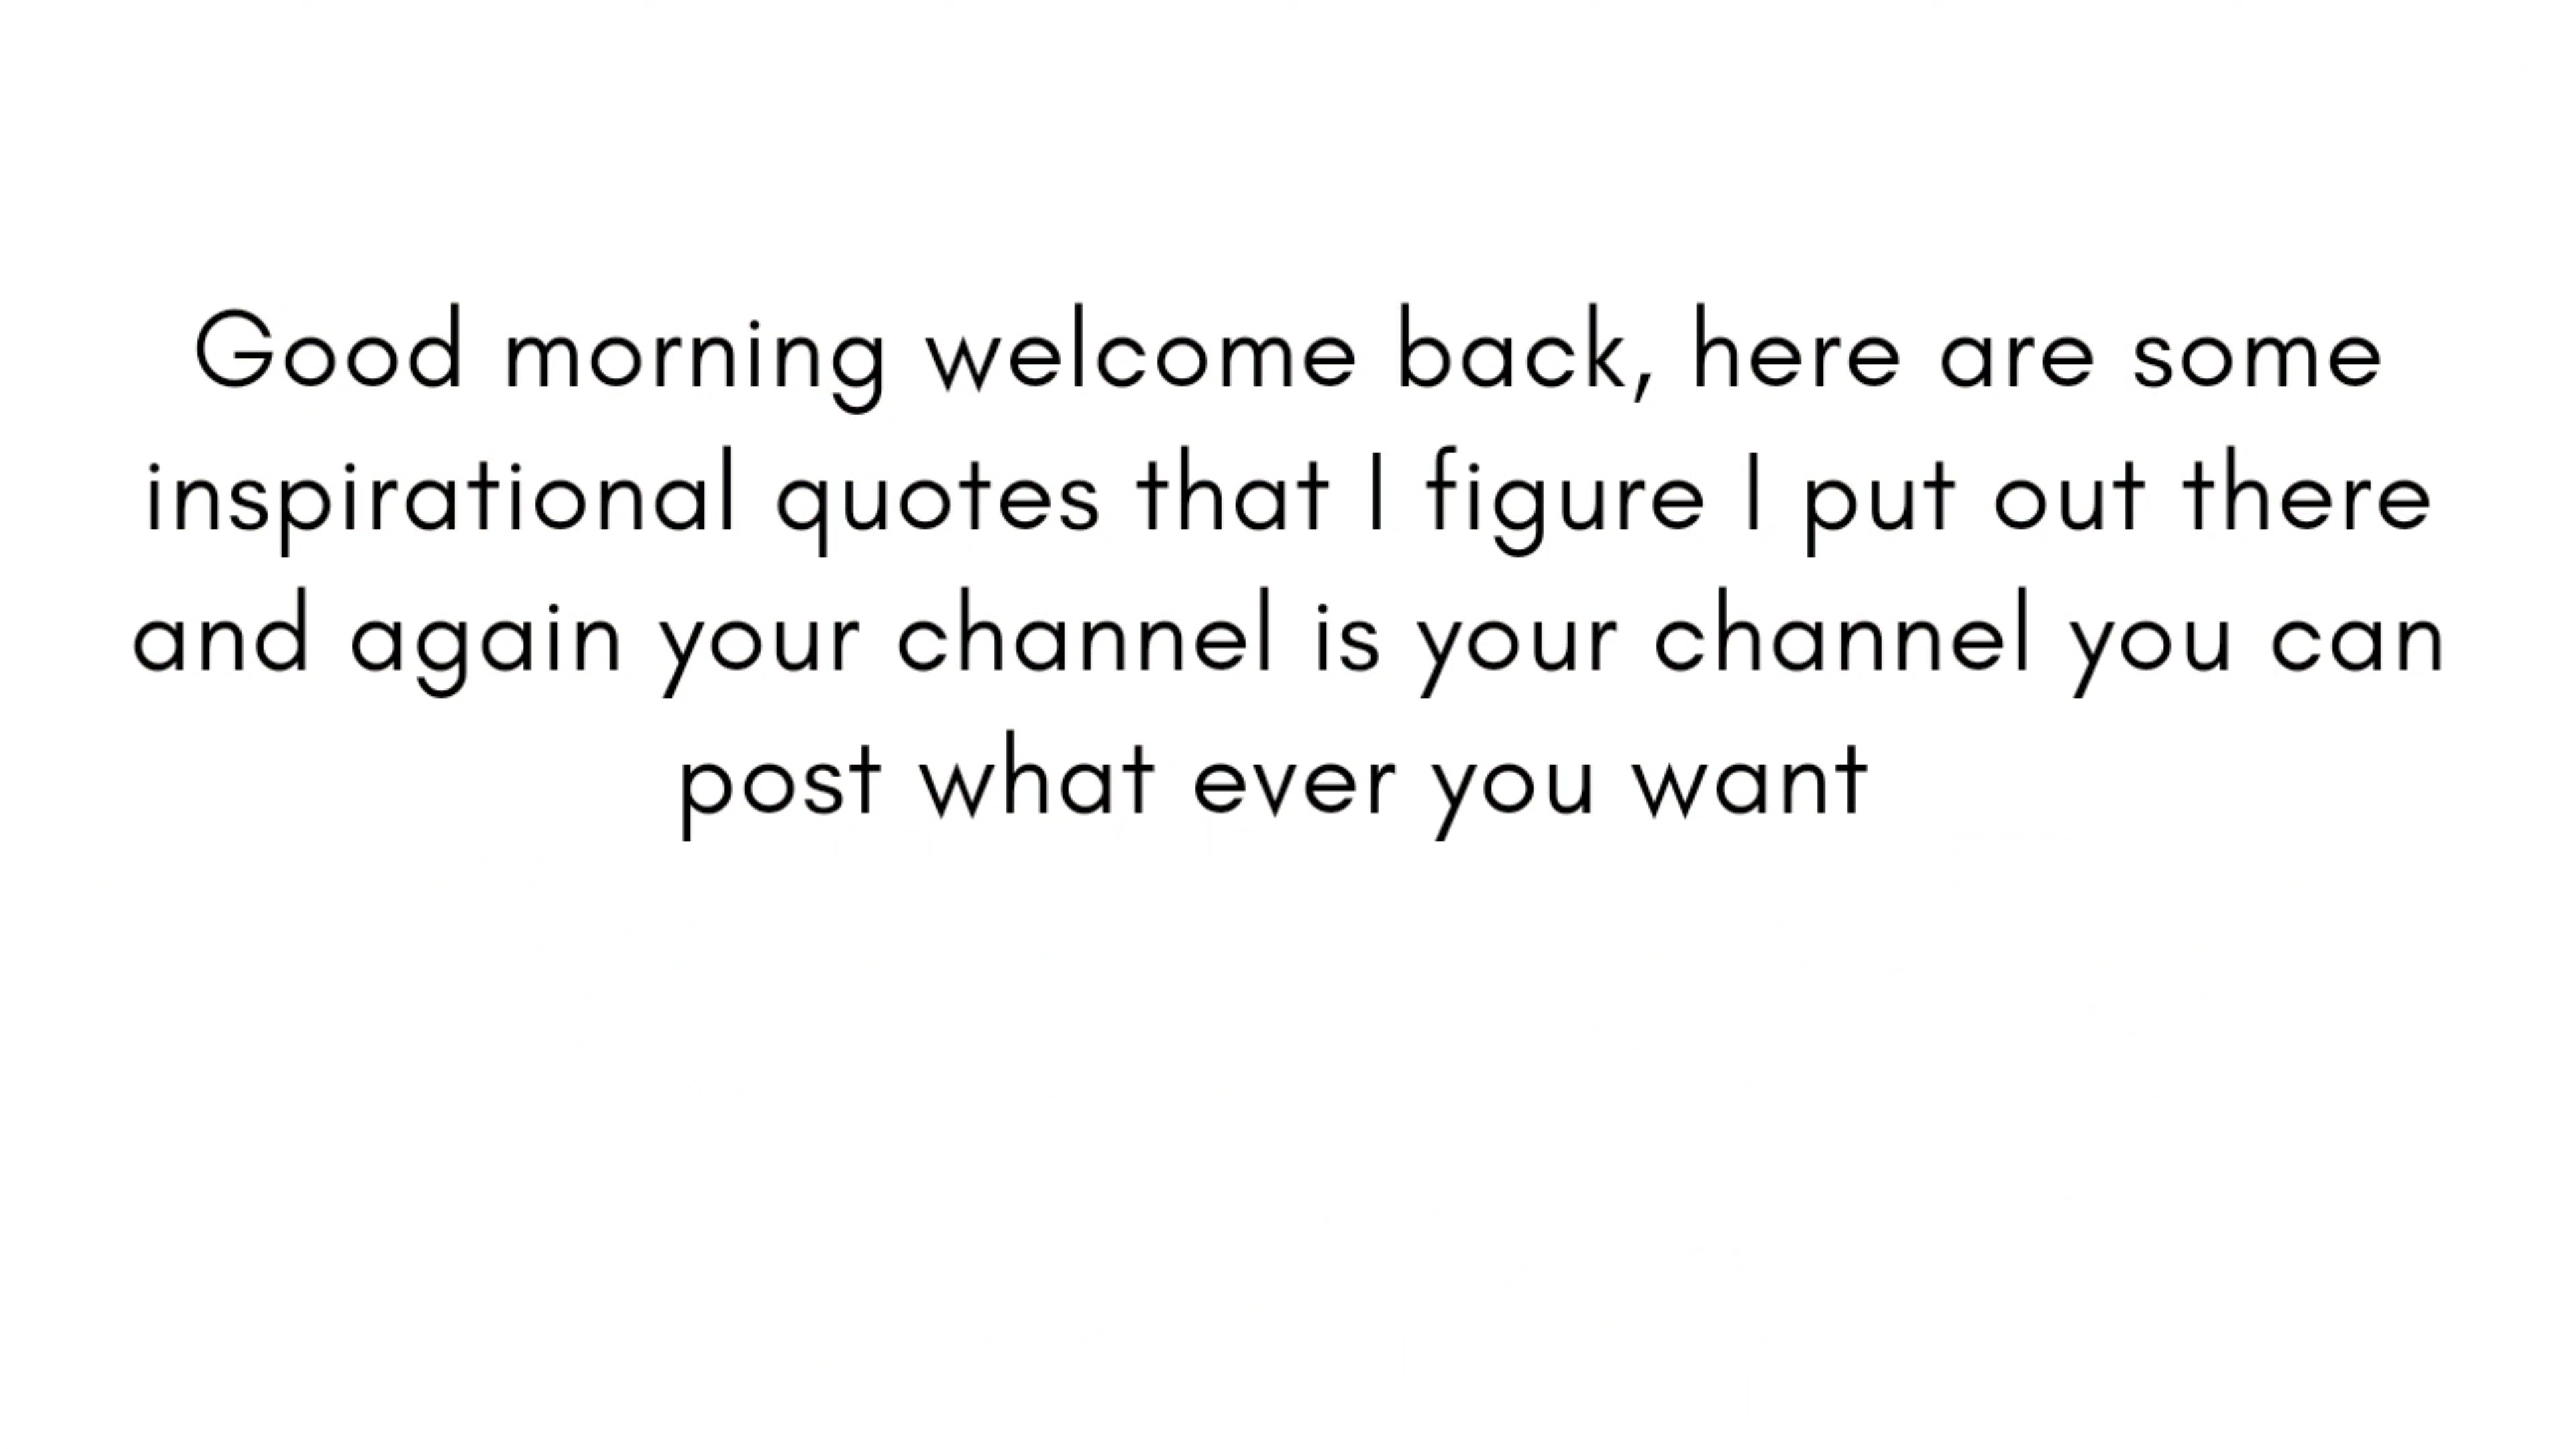 Good morning welcome back, here are some
inspirational quotes that I figure I put out there
and again your channel is your channel you can
post what ever you want